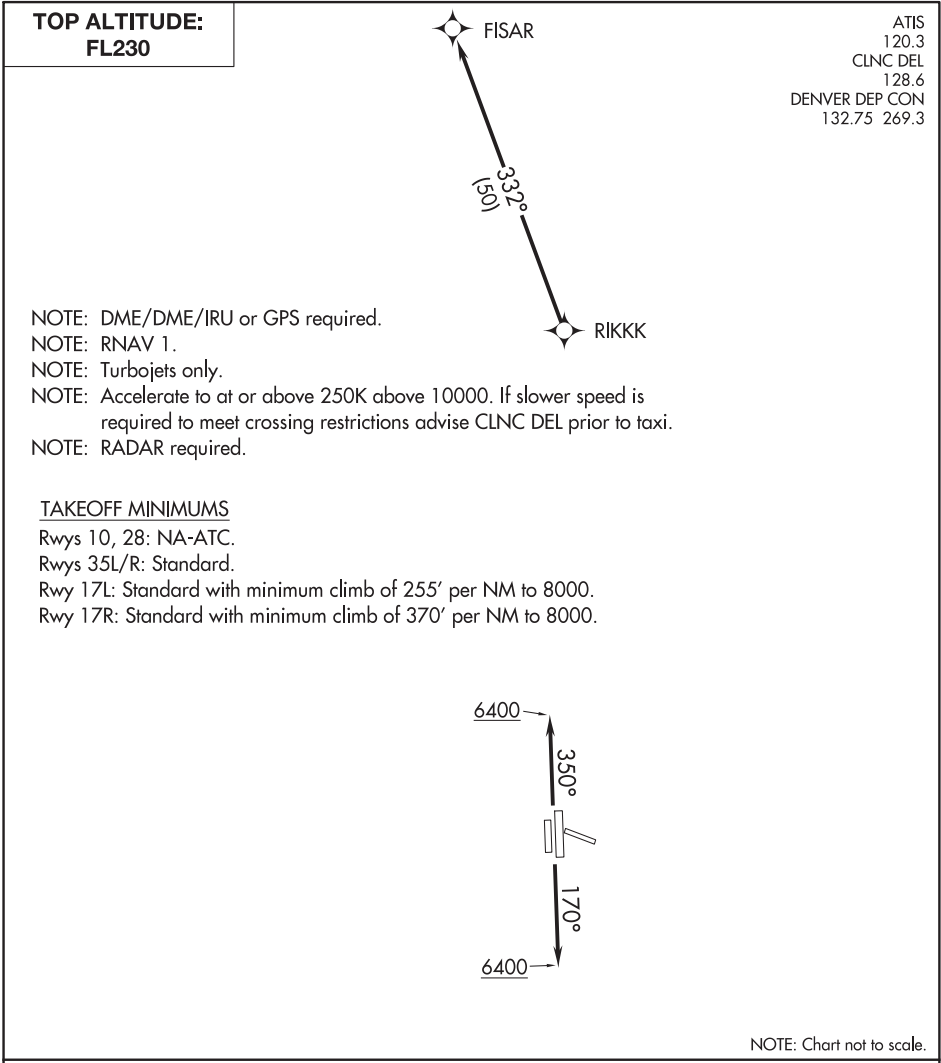 TOP ALTITUDE:
FL230
FISAR
ATIS
120.3
CLNC DEL
128.6
DENVER DEP CON
132.75 269.3
332°
(50)
RIKKK
NOTE: DME/DME/IRU or GPS required.
NOTE: RNAV 1.
NOTE: Turbojets only.
NOTE: Accelerate to at or above 250K above 10000. If slower speed is
required to meet crossing restrictions advise CLNC DEL prior to taxi.
NOTE: RADAR required.
TAKEOFF MINIMUMS
Rwys 10, 28: NA-ATC.
Rwys 35L/R: Standard.
Rwy 17L: Standard with minimum climb of 255' per NM to 8000.
Rwy 17R: Standard with minimum climb of 370' per NM to 8000.
6400
350°
170°
6400
NOTE: Chart not to scale.